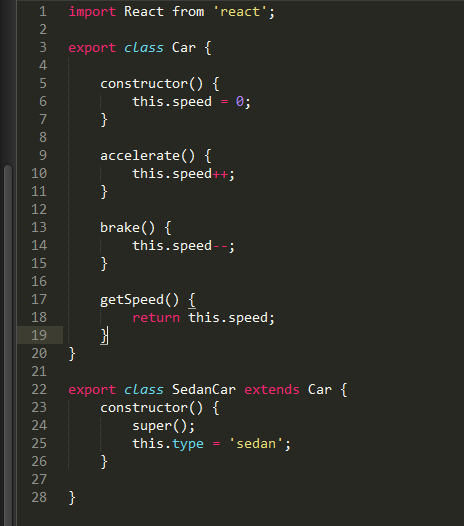 1 import React from 'react';
2
3 export class Car {
4
5     constructor() {
6         this.speed = 0;
7     }
8
9     accelerate() {
10         this.speed++;
11     }
12
13     brake() {
14         this.speed--;
15     }
16
17     getSpeed() {
18         return this.speed;
19     }
20 }
21
22 export class SedanCar extends Car {
23     constructor() {
24         super();
25         this.type = 'sedan';
26     }
27
28 }